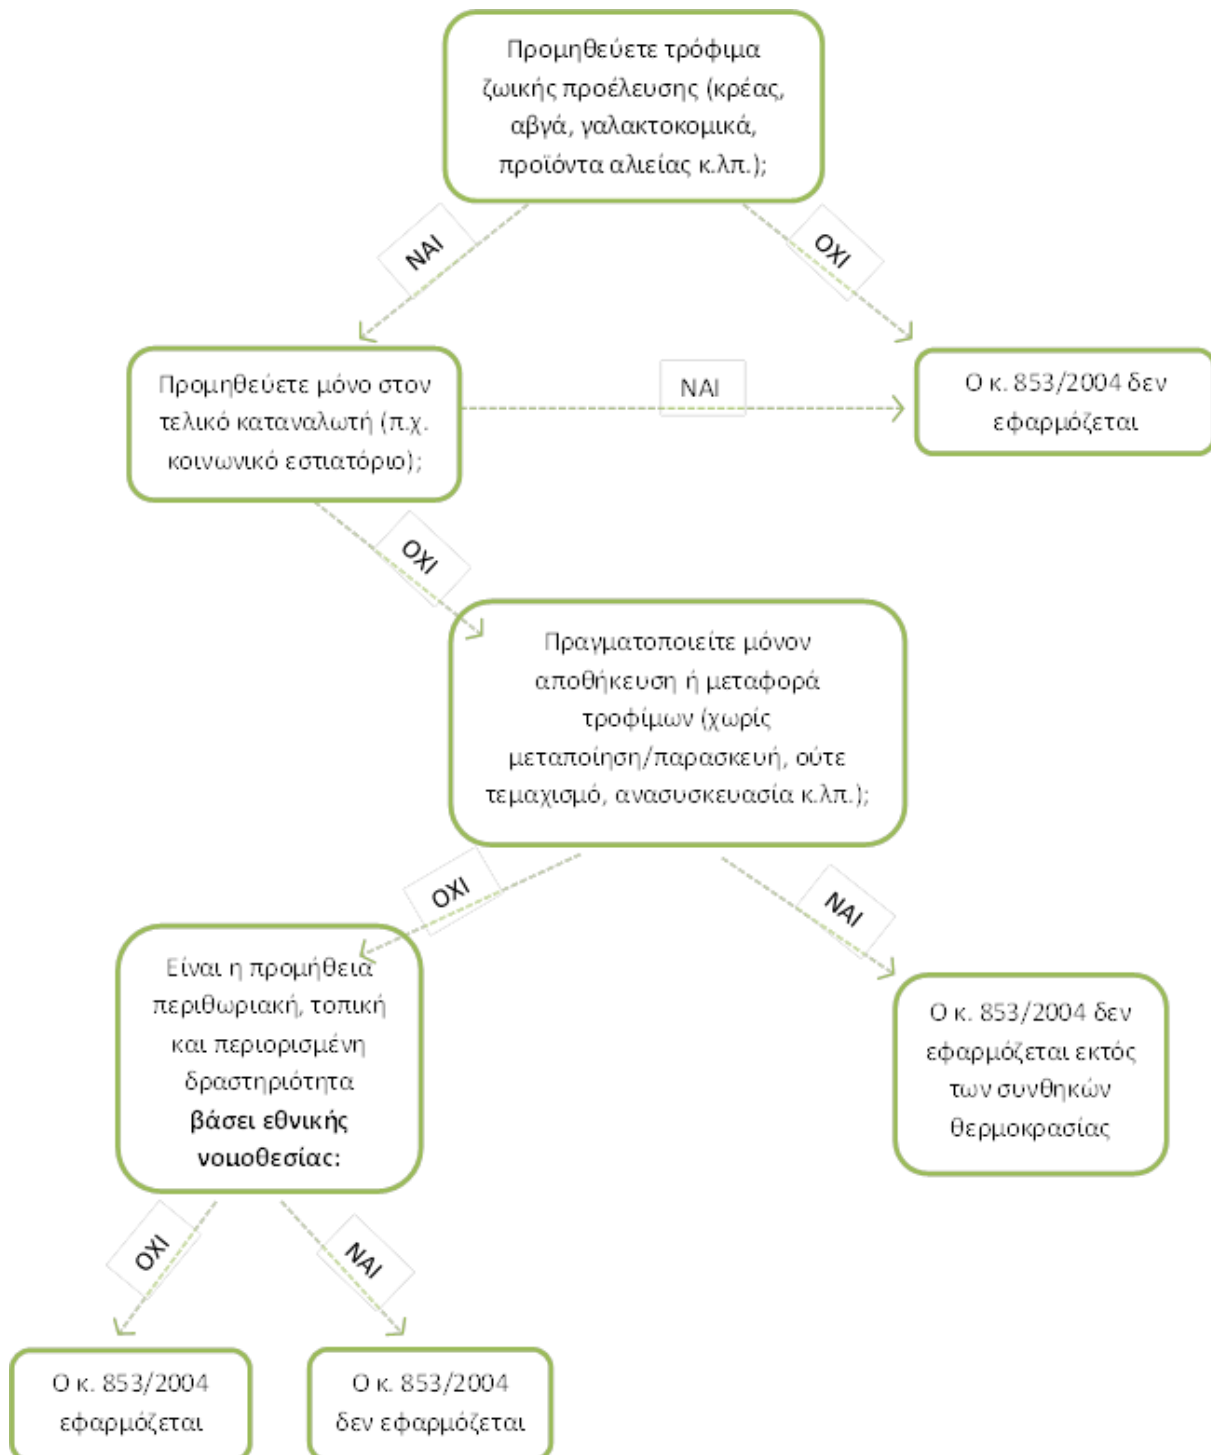 Προμηθεύετε τρόφιμα
ζωικής προέλευσης (κρέας,
αβγά, γαλακτοκομικά,
προϊόντα αλιείας κ.λπ.);
ΝΑΙ
ΟΧΙ
Προμηθεύετε μόνο στον
τελικό καταναλωτή (π.χ.
κοινωνικό εστιατόριο);
ΝΑΙ
Ο κ. 853/2004 δεν
εφαρμόζεται
ΟΧΙ
Πραγματοποιείτε μόνον
αποθήκευση ή μεταφορά
τροφίμων (χωρίς
μεταποίηση/παρασκευή, ούτε
τεμαχισμό, ανασυσκευασία κ.λπ.);
ΟΧΙ
ΝΑΙ
Είναι η προμήθεια
περιθωριακή, τοπική
και περιορισμένη
δραστηριότητα
βάσει εθνικής
νομοθεσίας;
Ο κ. 853/2004 δεν
εφαρμόζεται εκτός
των συνθηκών
θερμοκρασίας
ΟΧΙ
ΝΑΙ
Ο κ. 853/2004
εφαρμόζεται
Ο κ. 853/2004
δεν εφαρμόζεται